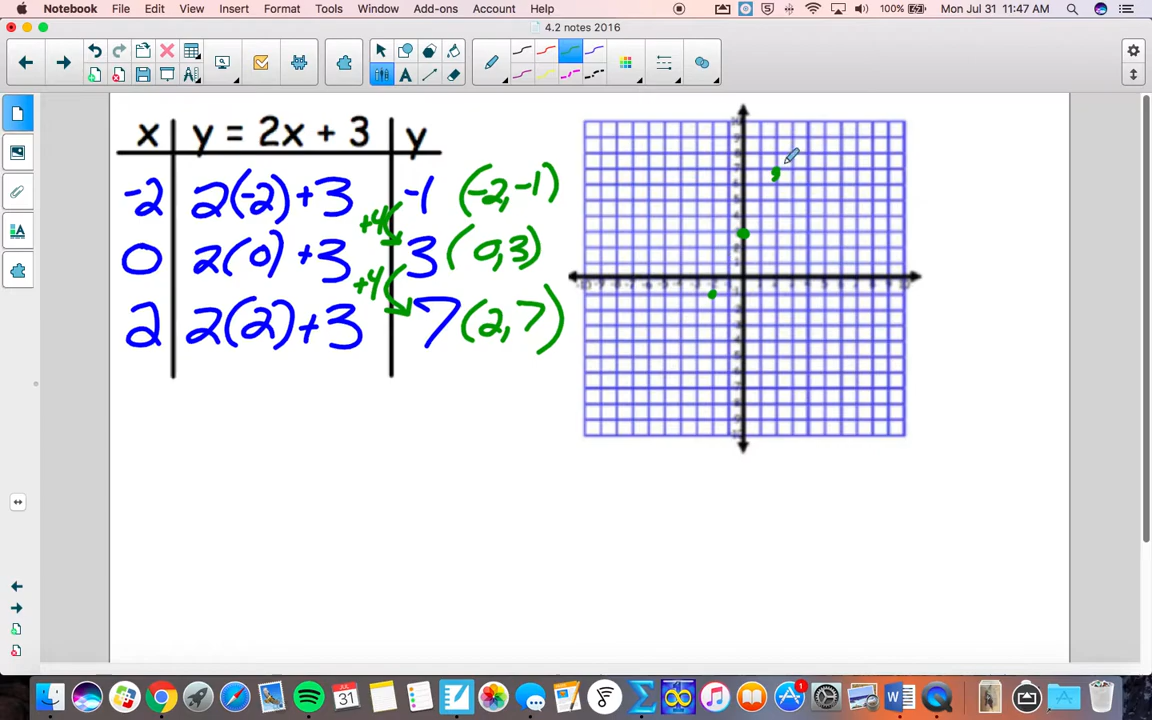 Notebook File Edit View Insert Format Tools Window Add-ons Account Help 100% Mon Jul 31 11:47 AM
4.2 notes 2016
x y = 2x + 3 y
-2 2(-2)+3 -1 (-2,-1)
+4
0 2(0)+3 3 (0,3)
+4
2 2(2)+3 7 (2,7)